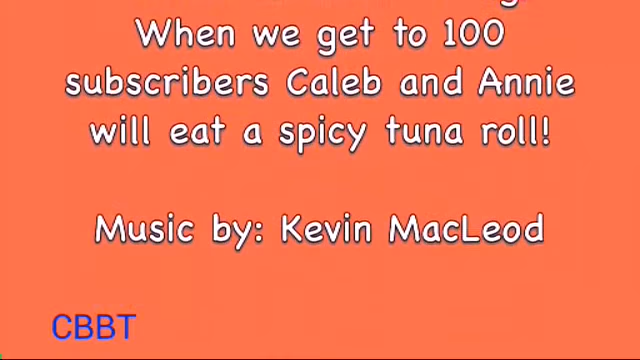 When we get to 100
subscribers Caleb and Annie
will eat a spicy tuna roll!
Music by: Kevin MacLeod
CBBT